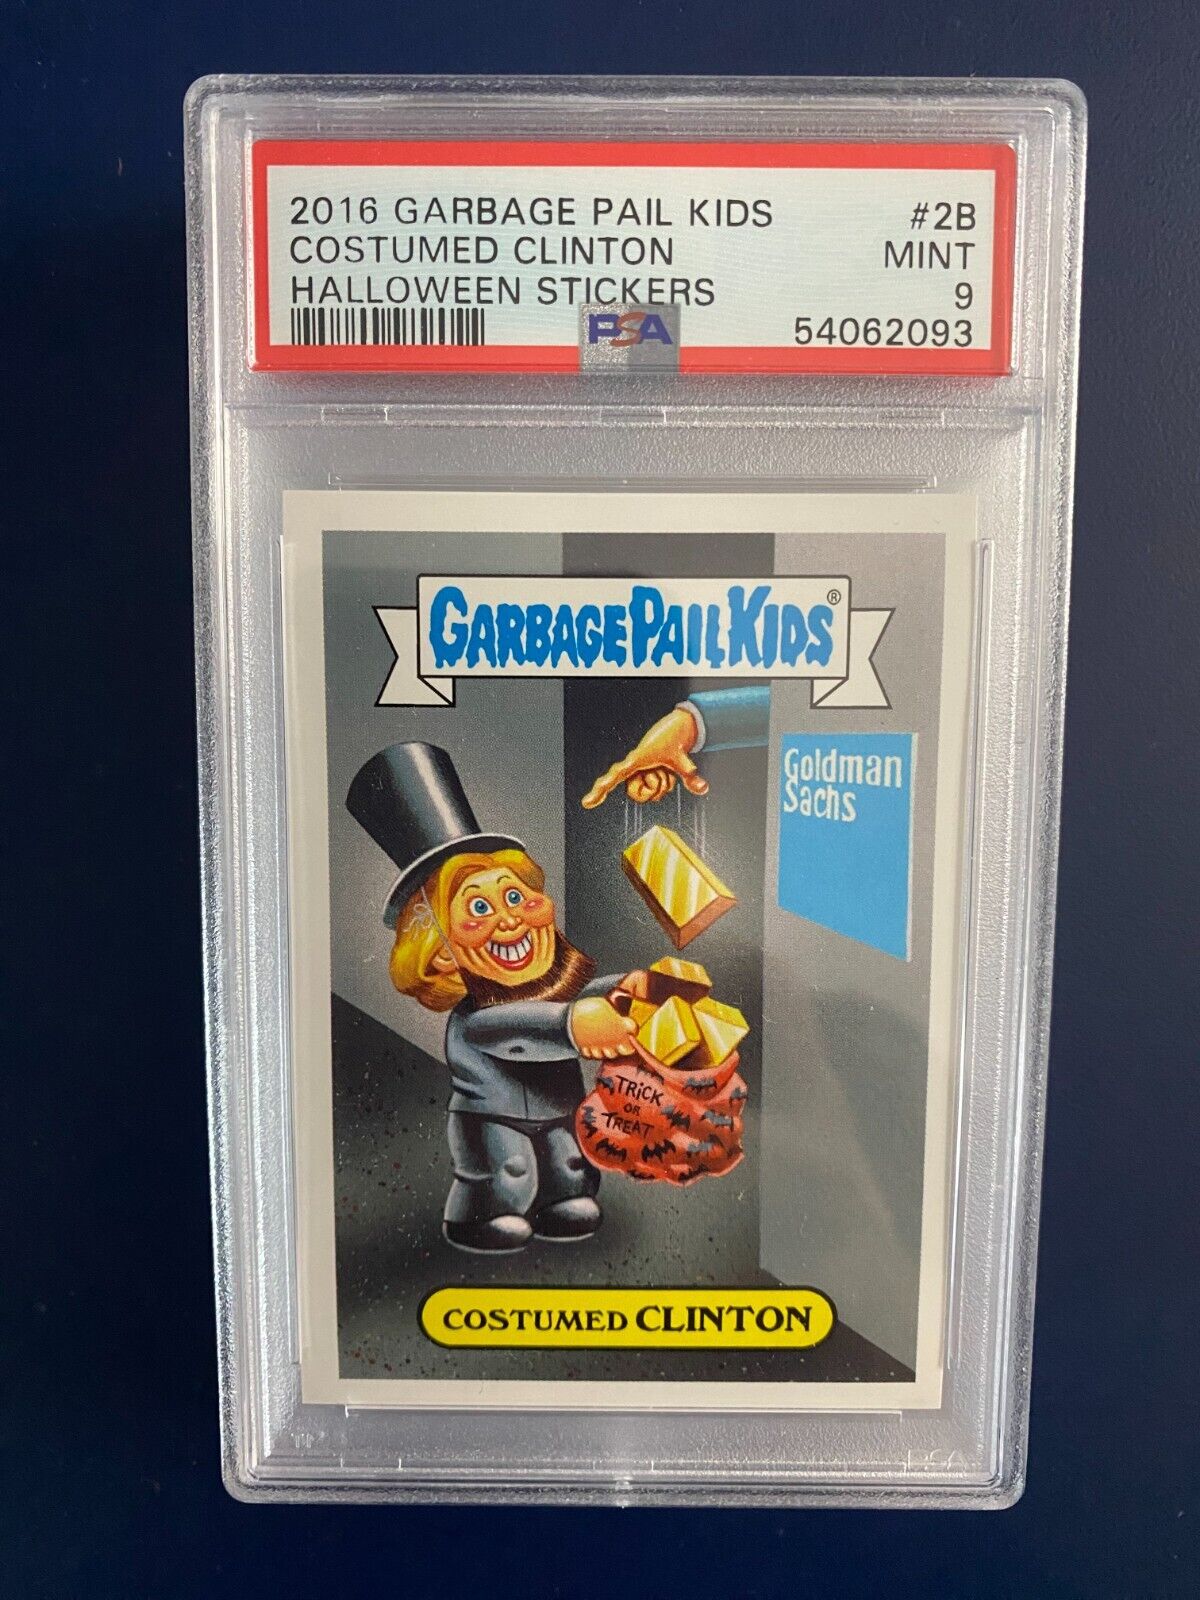 2016 GARBAGE PAIL KIDS #2B
COSTUMED CLINTON MINT
HALLOWEEN STICKERS 9
PSA 54062093
GARBAGE PAIL KIDS®
Goldman
Sachs
TRICK
OR
TREAT
COSTUMED CLINTON